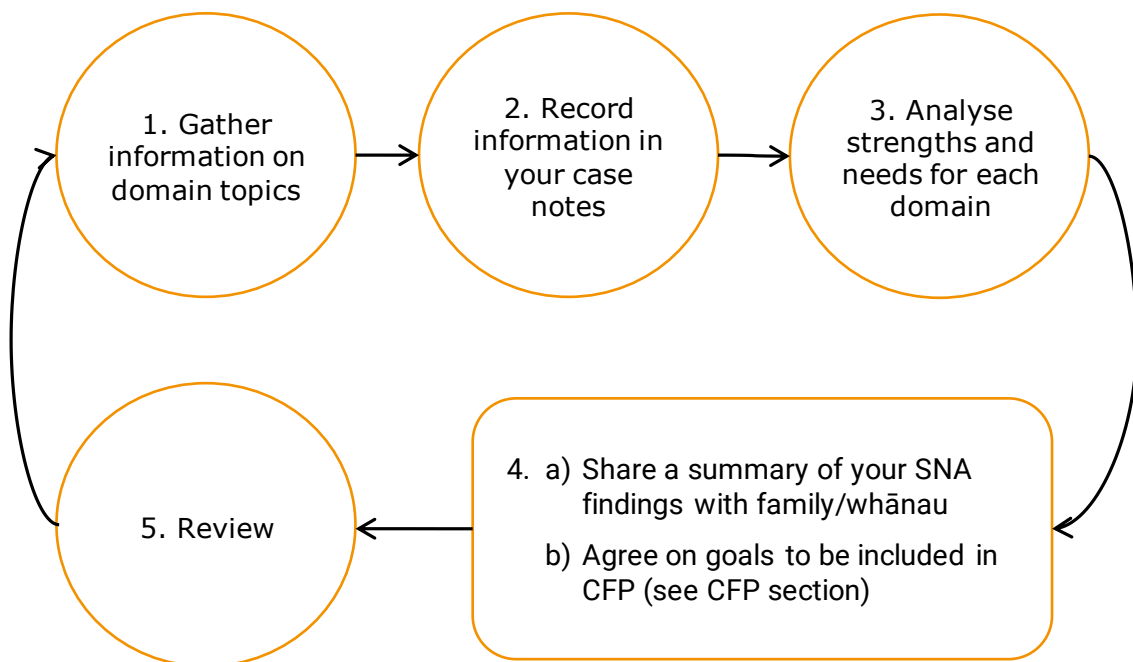 1. Gather
information on
domain topics
2. Record
information in
your case
notes
3. Analyse
strengths and
needs for each
domain
4. a) Share a summary of your SNA
findings with family/whānau
b) Agree on goals to be included in
CFP (see CFP section)
5. Review